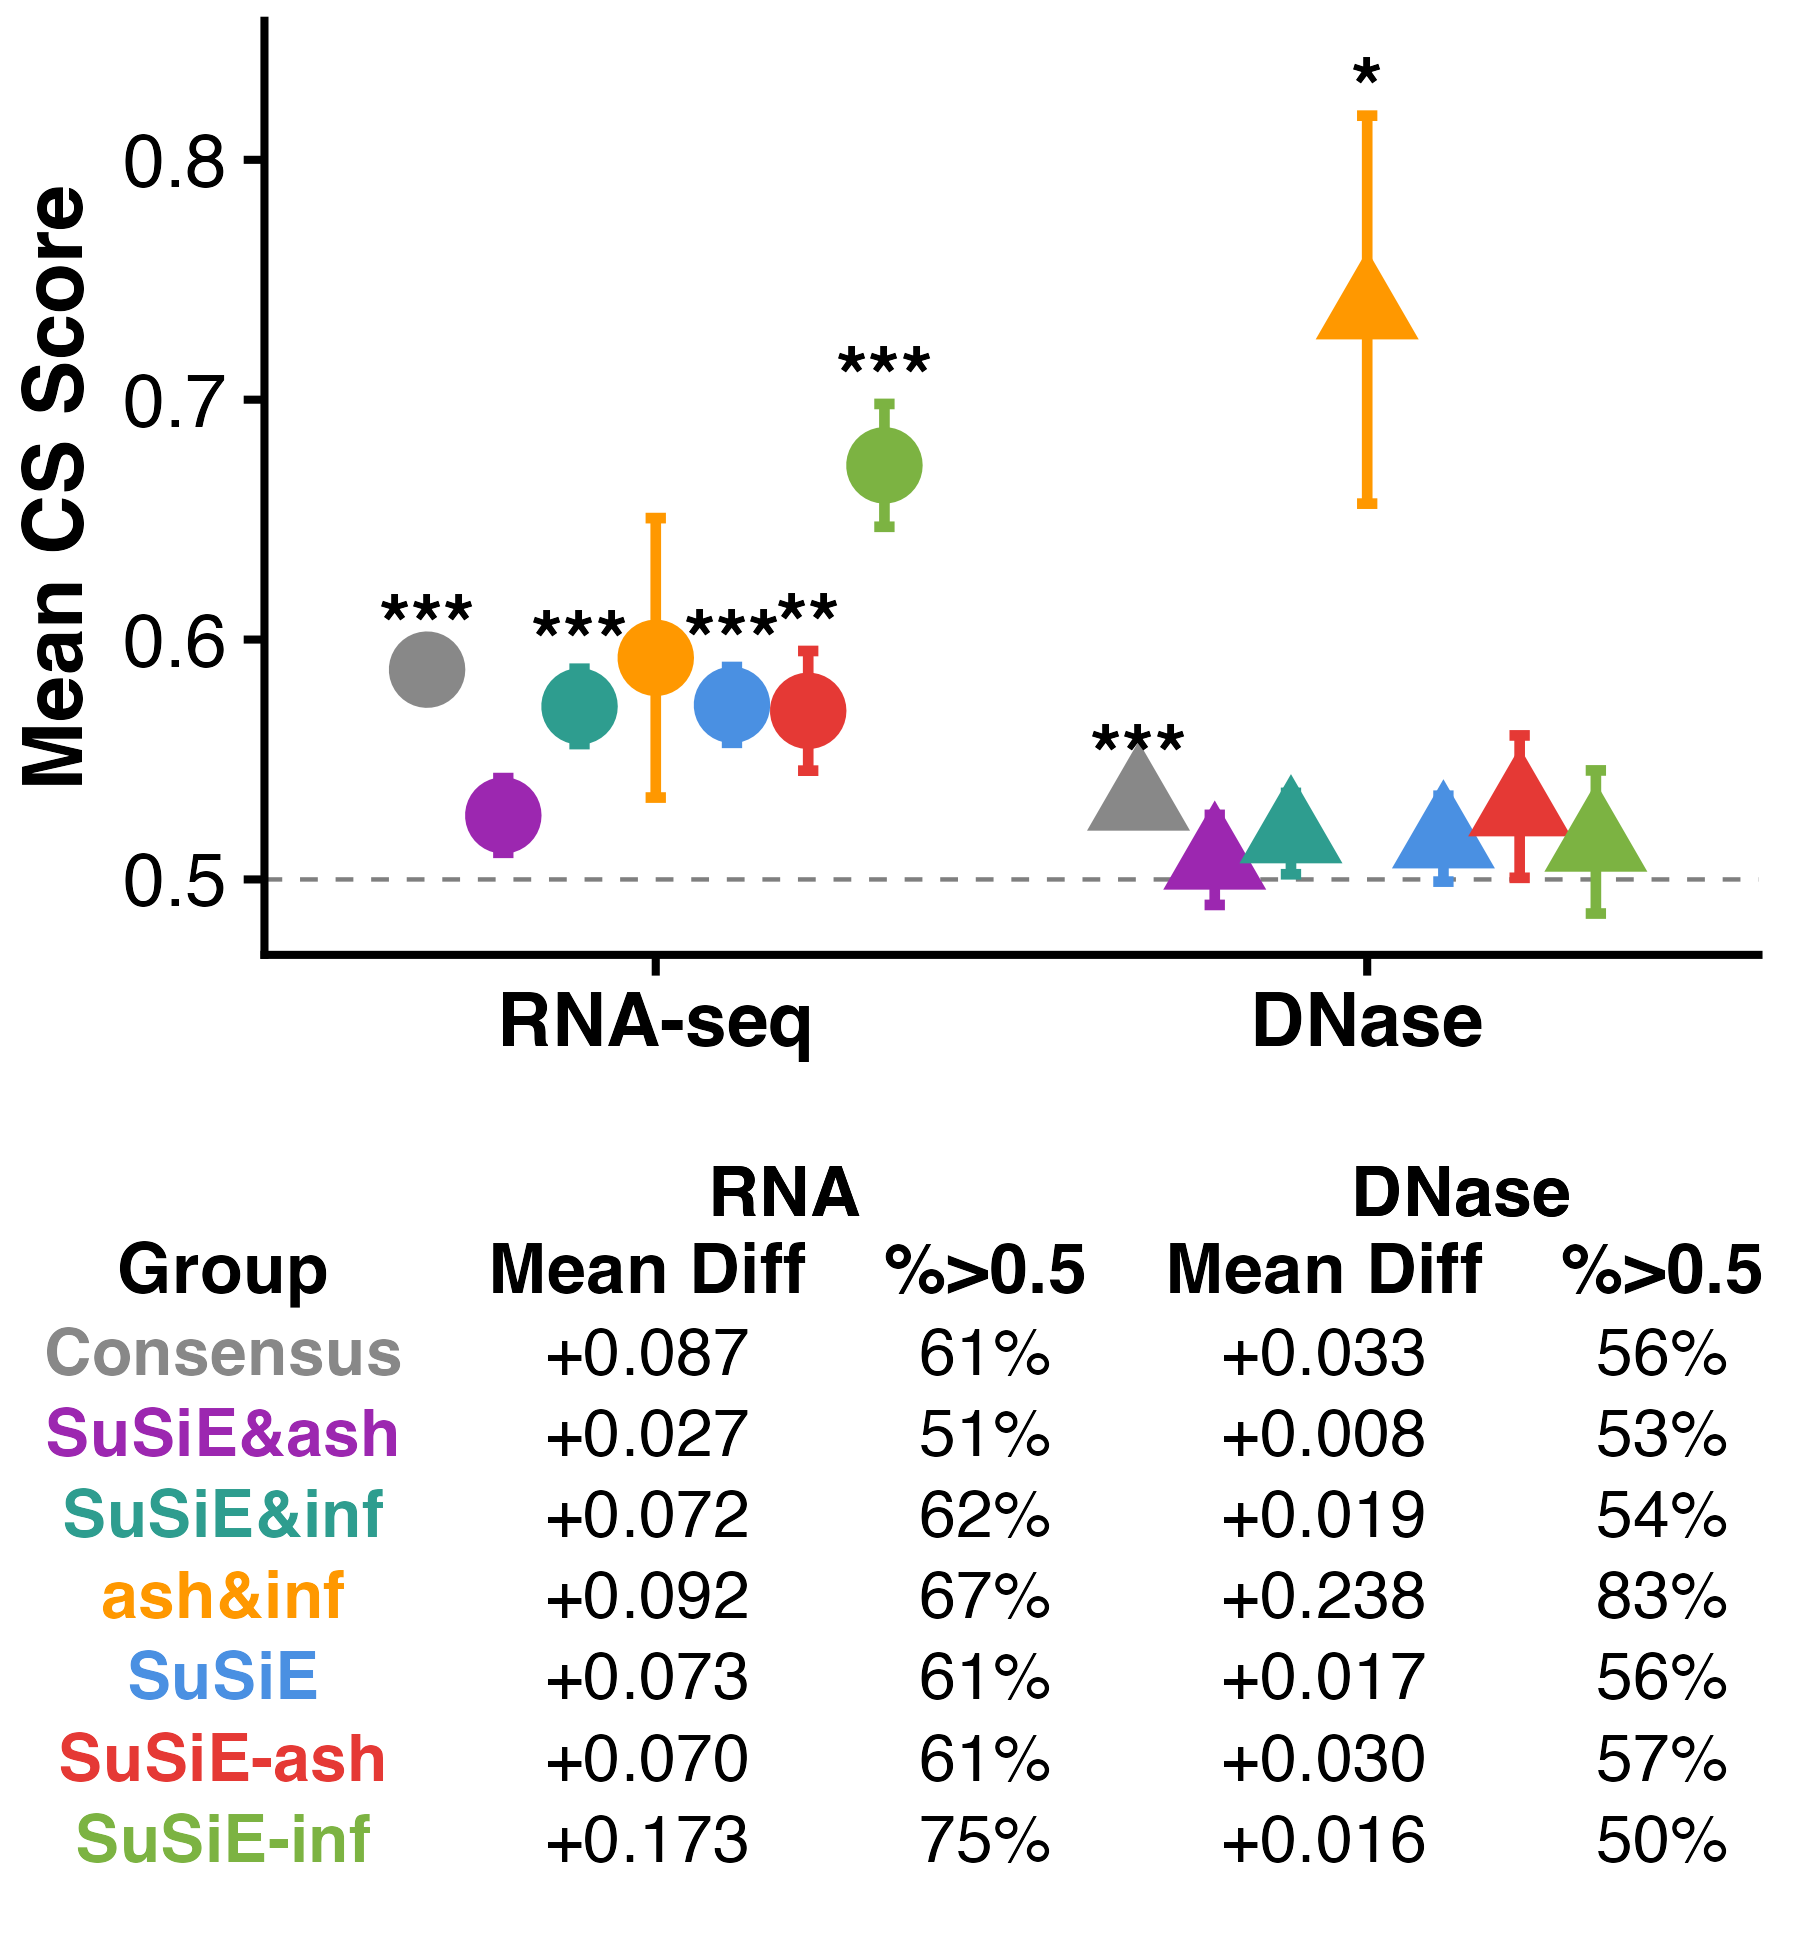 Mean CS Score
0.8
0.7
0.6
0.5
*
***
***
***
***
**
***
RNA-seq DNase
RNA DNase
Group Mean Diff %>0.5 Mean Diff %>0.5
Consensus +0.087 61% +0.033 56%
SuSiE&ash +0.027 51% +0.008 53%
SuSiE&inf +0.072 62% +0.019 54%
ash&inf +0.092 67% +0.238 83%
SuSiE +0.073 61% +0.017 56%
SuSiE-ash +0.070 61% +0.030 57%
SuSiE-inf +0.173 75% +0.016 50%